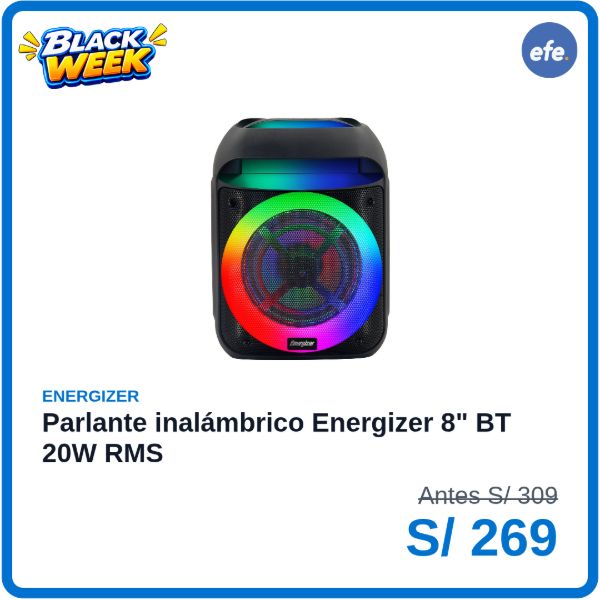 BLACK
WEEK
efe.
Energizer
ENERGIZER
Parlante inalámbrico Energizer 8" BT
20W RMS
Antes S/ 309
S/ 269